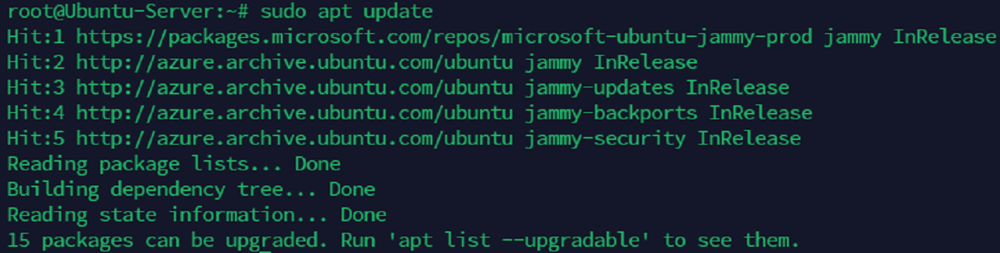 root@Ubuntu-Server:~# sudo apt update
Hit:1 https://packages.microsoft.com/repos/microsoft-ubuntu-jammy-prod jammy InRelease
Hit:2 http://azure.archive.ubuntu.com/ubuntu jammy InRelease
Hit:3 http://azure.archive.ubuntu.com/ubuntu jammy-updates InRelease
Hit:4 http://azure.archive.ubuntu.com/ubuntu jammy-backports InRelease
Hit:5 http://azure.archive.ubuntu.com/ubuntu jammy-security InRelease
Reading package lists... Done
Building dependency tree... Done
Reading state information... Done
15 packages can be upgraded. Run 'apt list --upgradable' to see them.